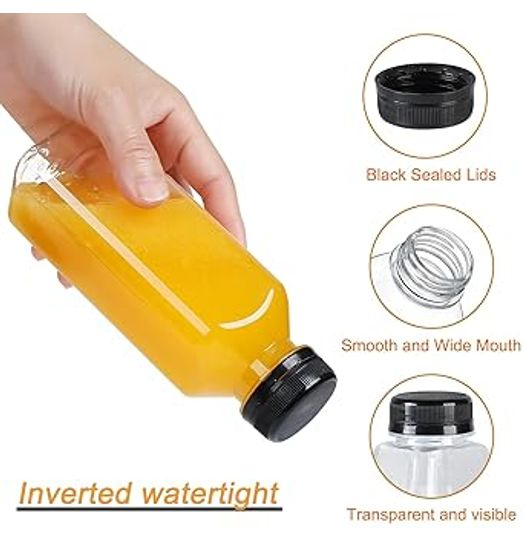 Black Sealed Lids
Smooth and Wide Mouth
Inverted watertight
Transparent and visible